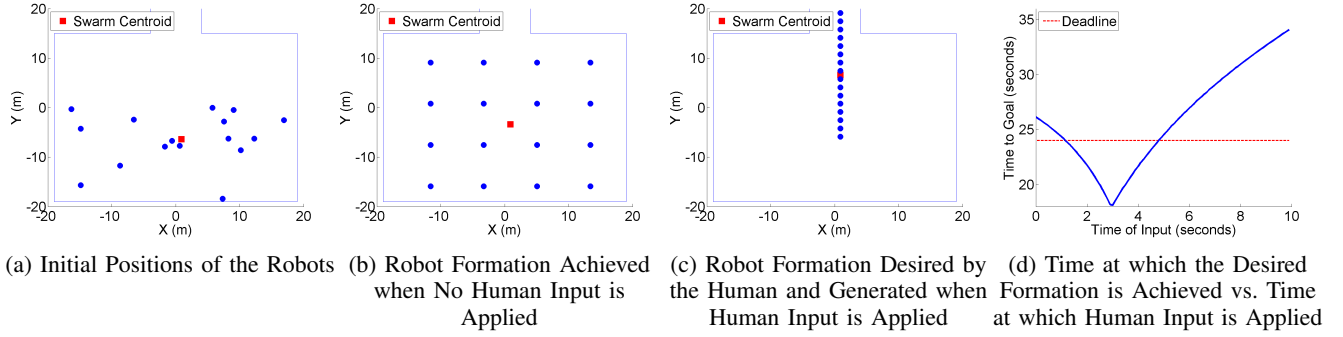 Swarm Centroid
20
10
0
-10
-20
Y (m)
-20
-10
0
10
20
X (m)
(a) Initial Positions of the Robots
Swarm Centroid
20
10
0
-10
-20
Y (m)
-20
-10
0
10
20
X (m)
(b) Robot Formation Achieved
when No Human Input is
Applied
Swarm Centroid
20
10
0
-10
-20
Y (m)
-20
-10
0
10
20
X (m)
(c) Robot Formation Desired by
the Human and Generated when
Human Input is Applied
Deadline
35
30
25
20
Time to Goal (seconds)
0
2
4
6
8
10
Time of Input (seconds)
(d) Time at which the Desired
Formation is Achieved vs. Time
at which Human Input is Applied